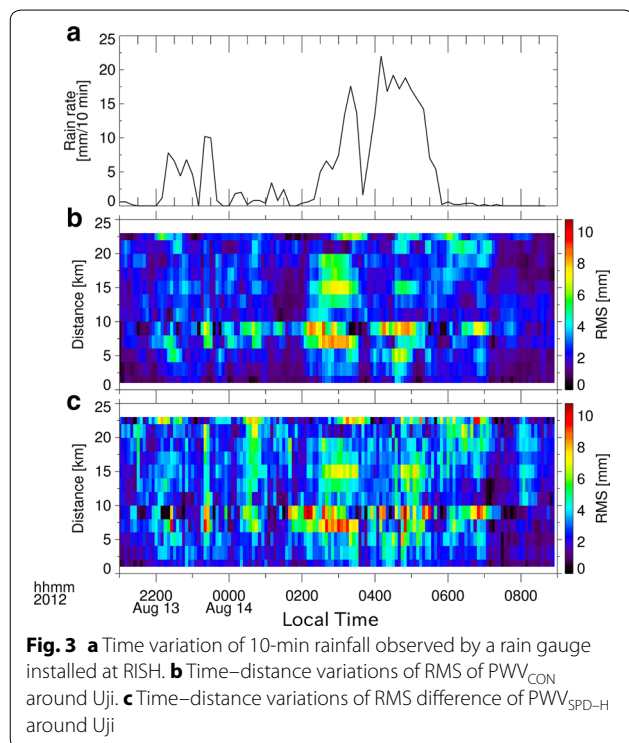 a
25
20
15
10
5
0
Rain rate
[mm/10 min]
b
25
20
15
10
5
0
Distance [km]
10
8
6
4
2
0
RMS [mm]
c
25
20
15
10
5
0
Distance [km]
10
8
6
4
2
0
RMS [mm]
hhmm 2200 0000 0200 0400 0600 0800
2012 Aug 13 Aug 14
Local Time
Fig. 3 a Time variation of 10-min rainfall observed by a rain gauge
installed at RISH. b Time–distance variations of RMS of PWVCON
around Uji. c Time–distance variations of RMS difference of PWVSPD–H
around Uji